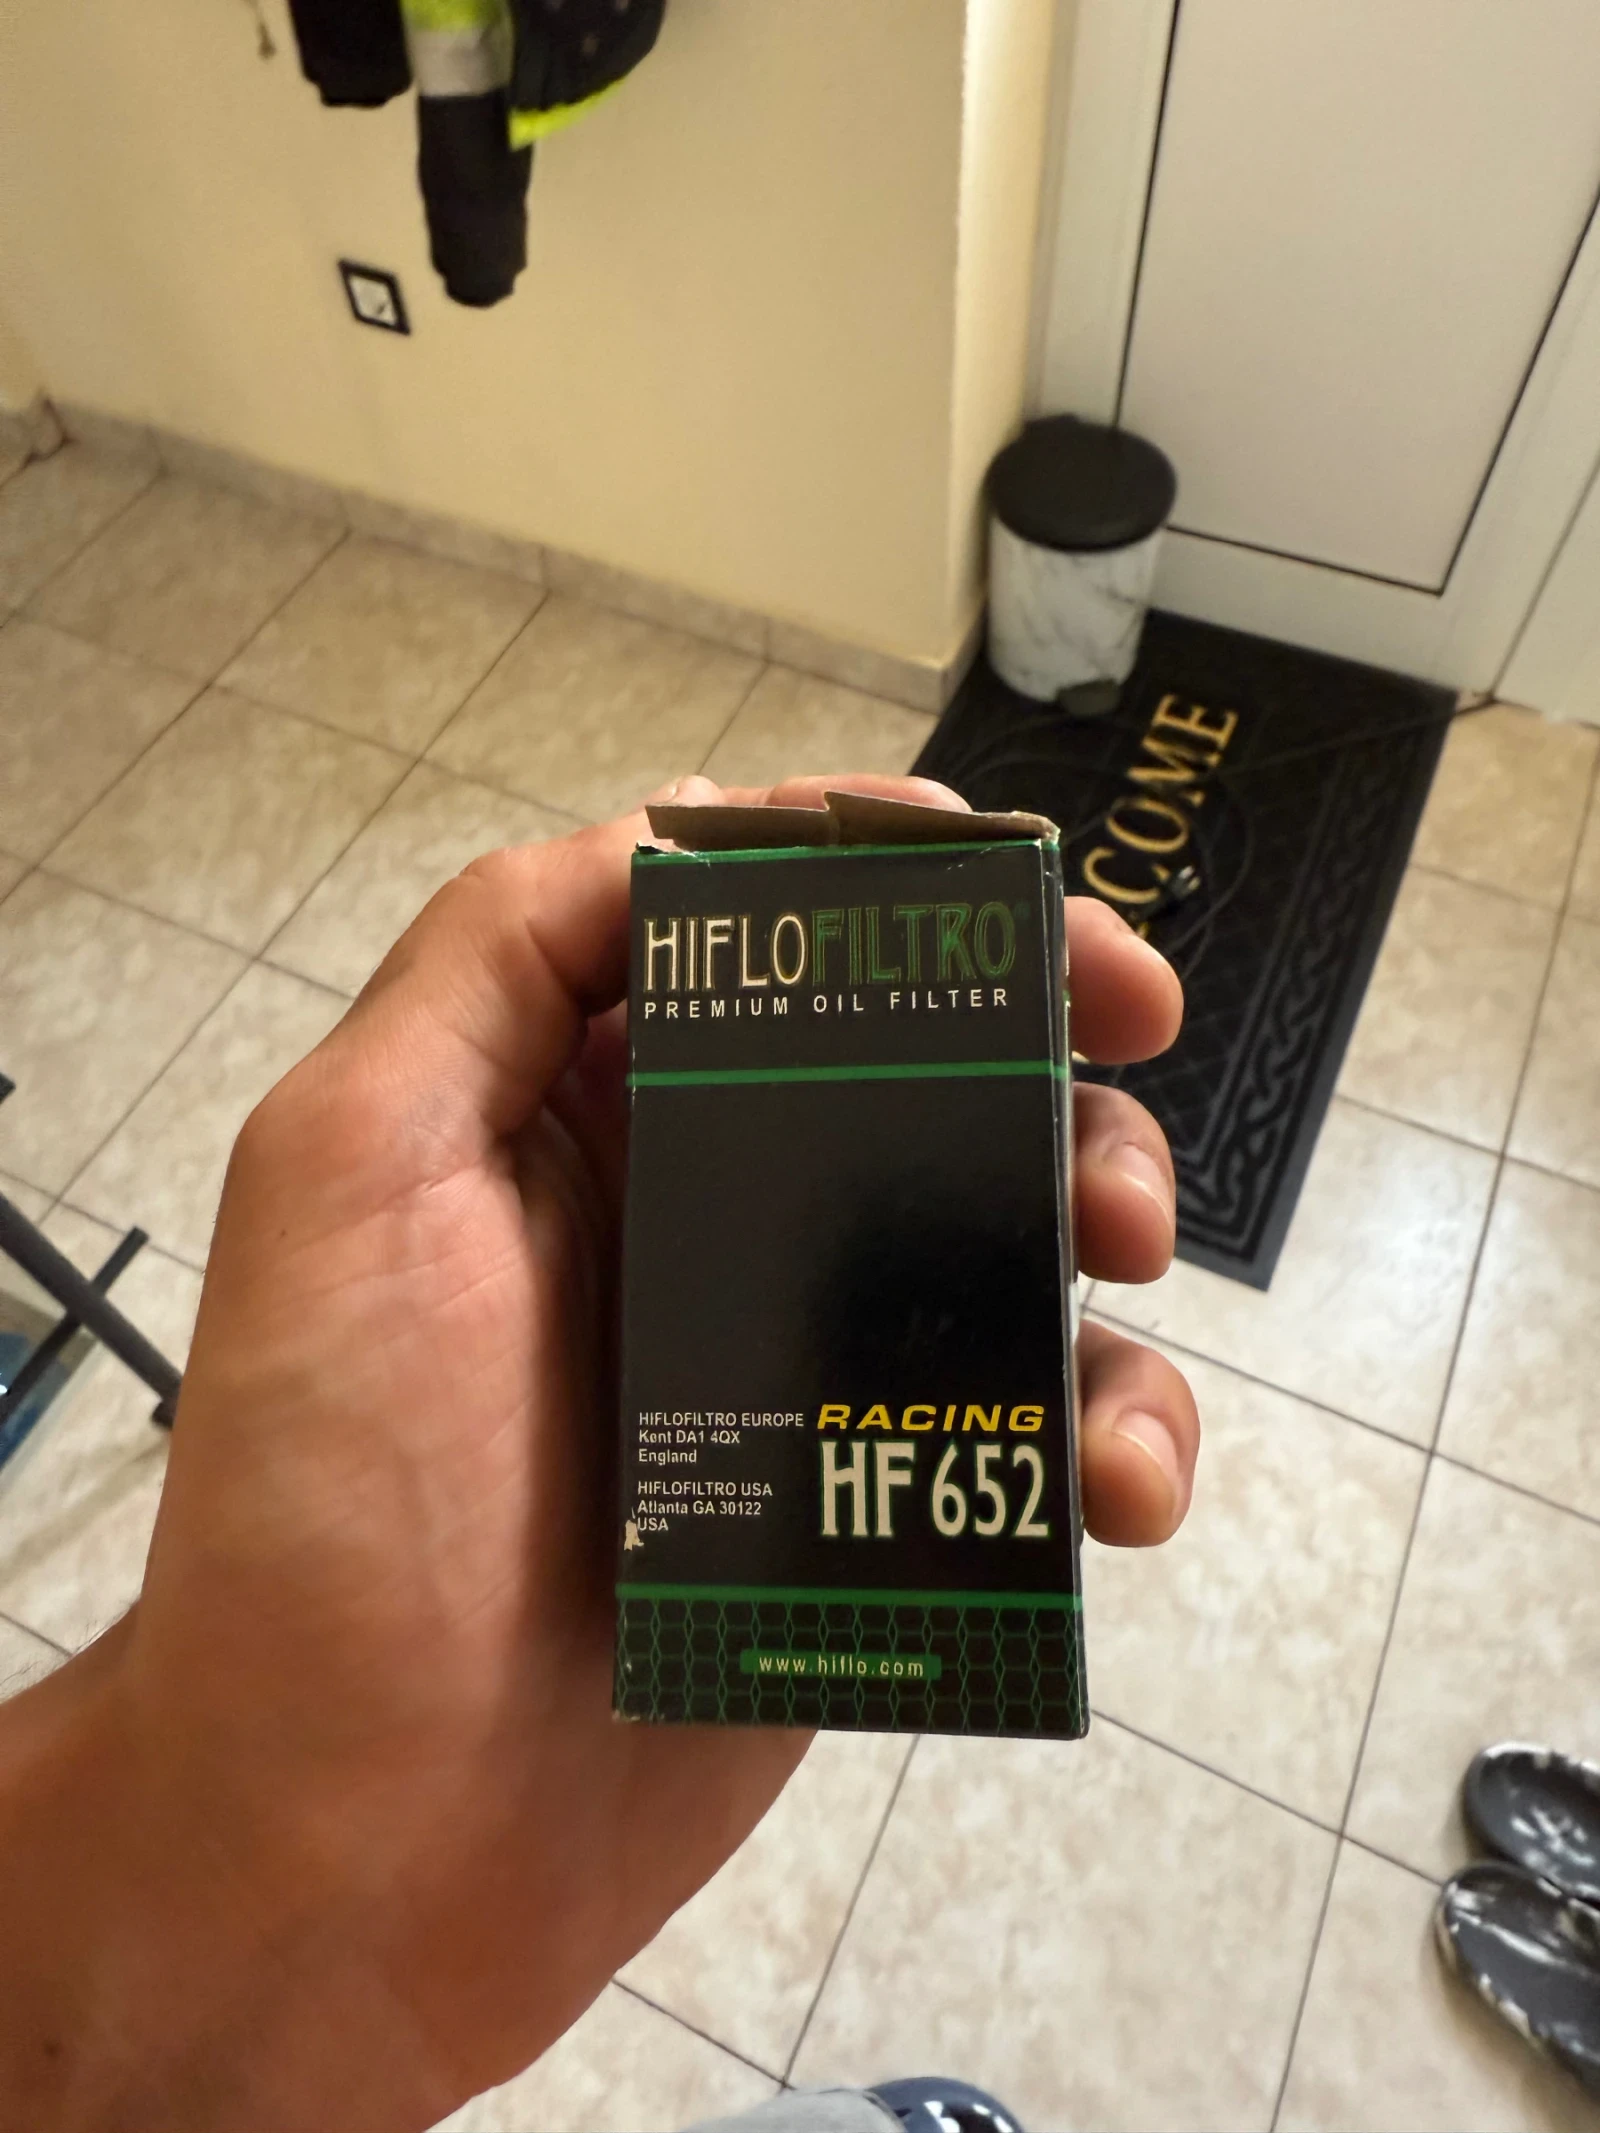 COME
HIFLOFILTRO®
PREMIUM OIL FILTER
HIFLOFILTRO EUROPE
Kent DA1 4QX
England
HIFLOFILTRO USA
Atlanta GA 30122
USA
RACING
HF 652
www.hiflo.com